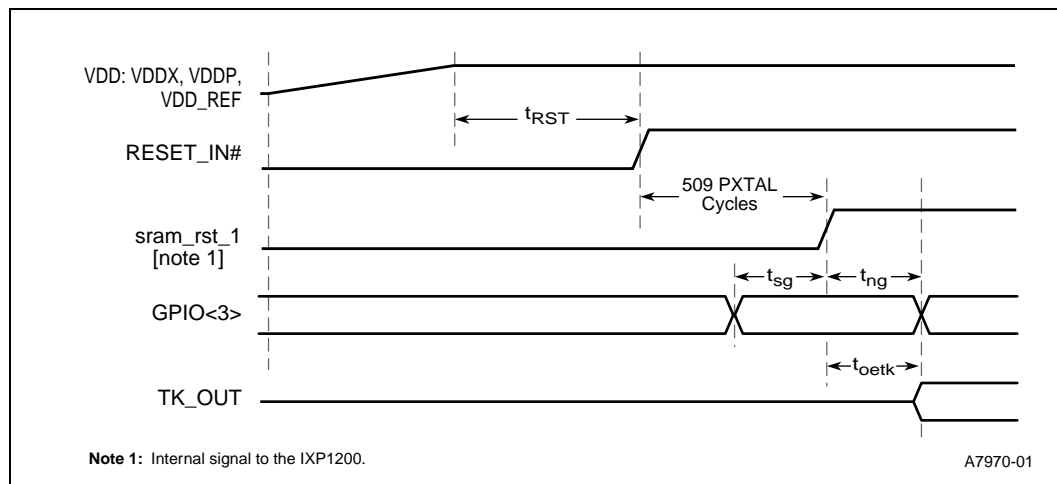 VDD: VDDX, VDDP,
VDD_REF
tRST
RESET_IN#
509 PXTAL
Cycles
sram_rst_1
[note 1]
tsg
tng
GPIO<3>
toetk
TK_OUT
Note 1: Internal signal to the IXP1200.
A7970-01